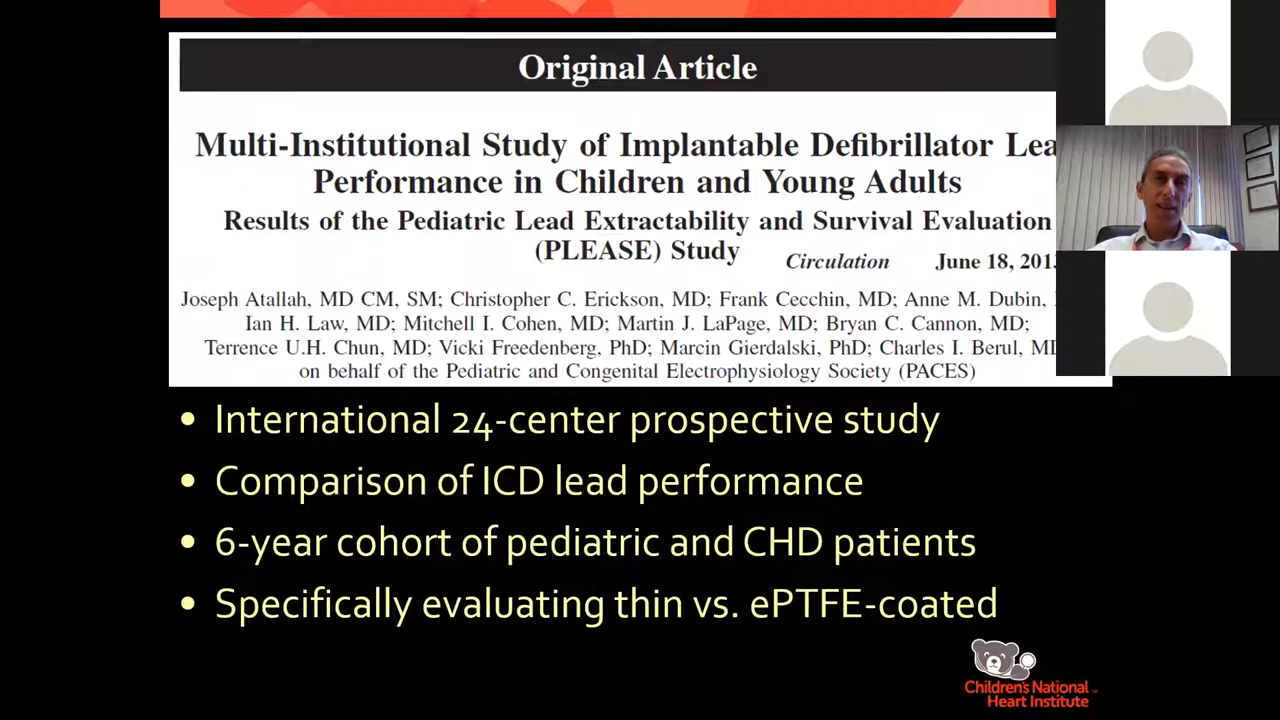 Original Article
Multi-Institutional Study of Implantable Defibrillator Lea
Performance in Children and Young Adults
Results of the Pediatric Lead Extractability and Survival Evaluation
(PLEASE) Study
Circulation June 18, 2013
Joseph Atallah, MD CM, SM; Christopher C. Erickson, MD; Frank Cecchin, MD; Anne M. Dubin,
Ian H. Law, MD; Mitchell I. Cohen, MD; Martin J. LaPage, MD; Bryan C. Cannon, MD;
Terrence U.H. Chun, MD; Vicki Freedenberg, PhD; Marcin Gierdalski, PhD; Charles I. Berul, MD
on behalf of the Pediatric and Congenital Electrophysiology Society (PACES)
• International 24-center prospective study
• Comparison of ICD lead performance
• 6-year cohort of pediatric and CHD patients
• Specifically evaluating thin vs. ePTFE-coated
Children's National
Heart Institute